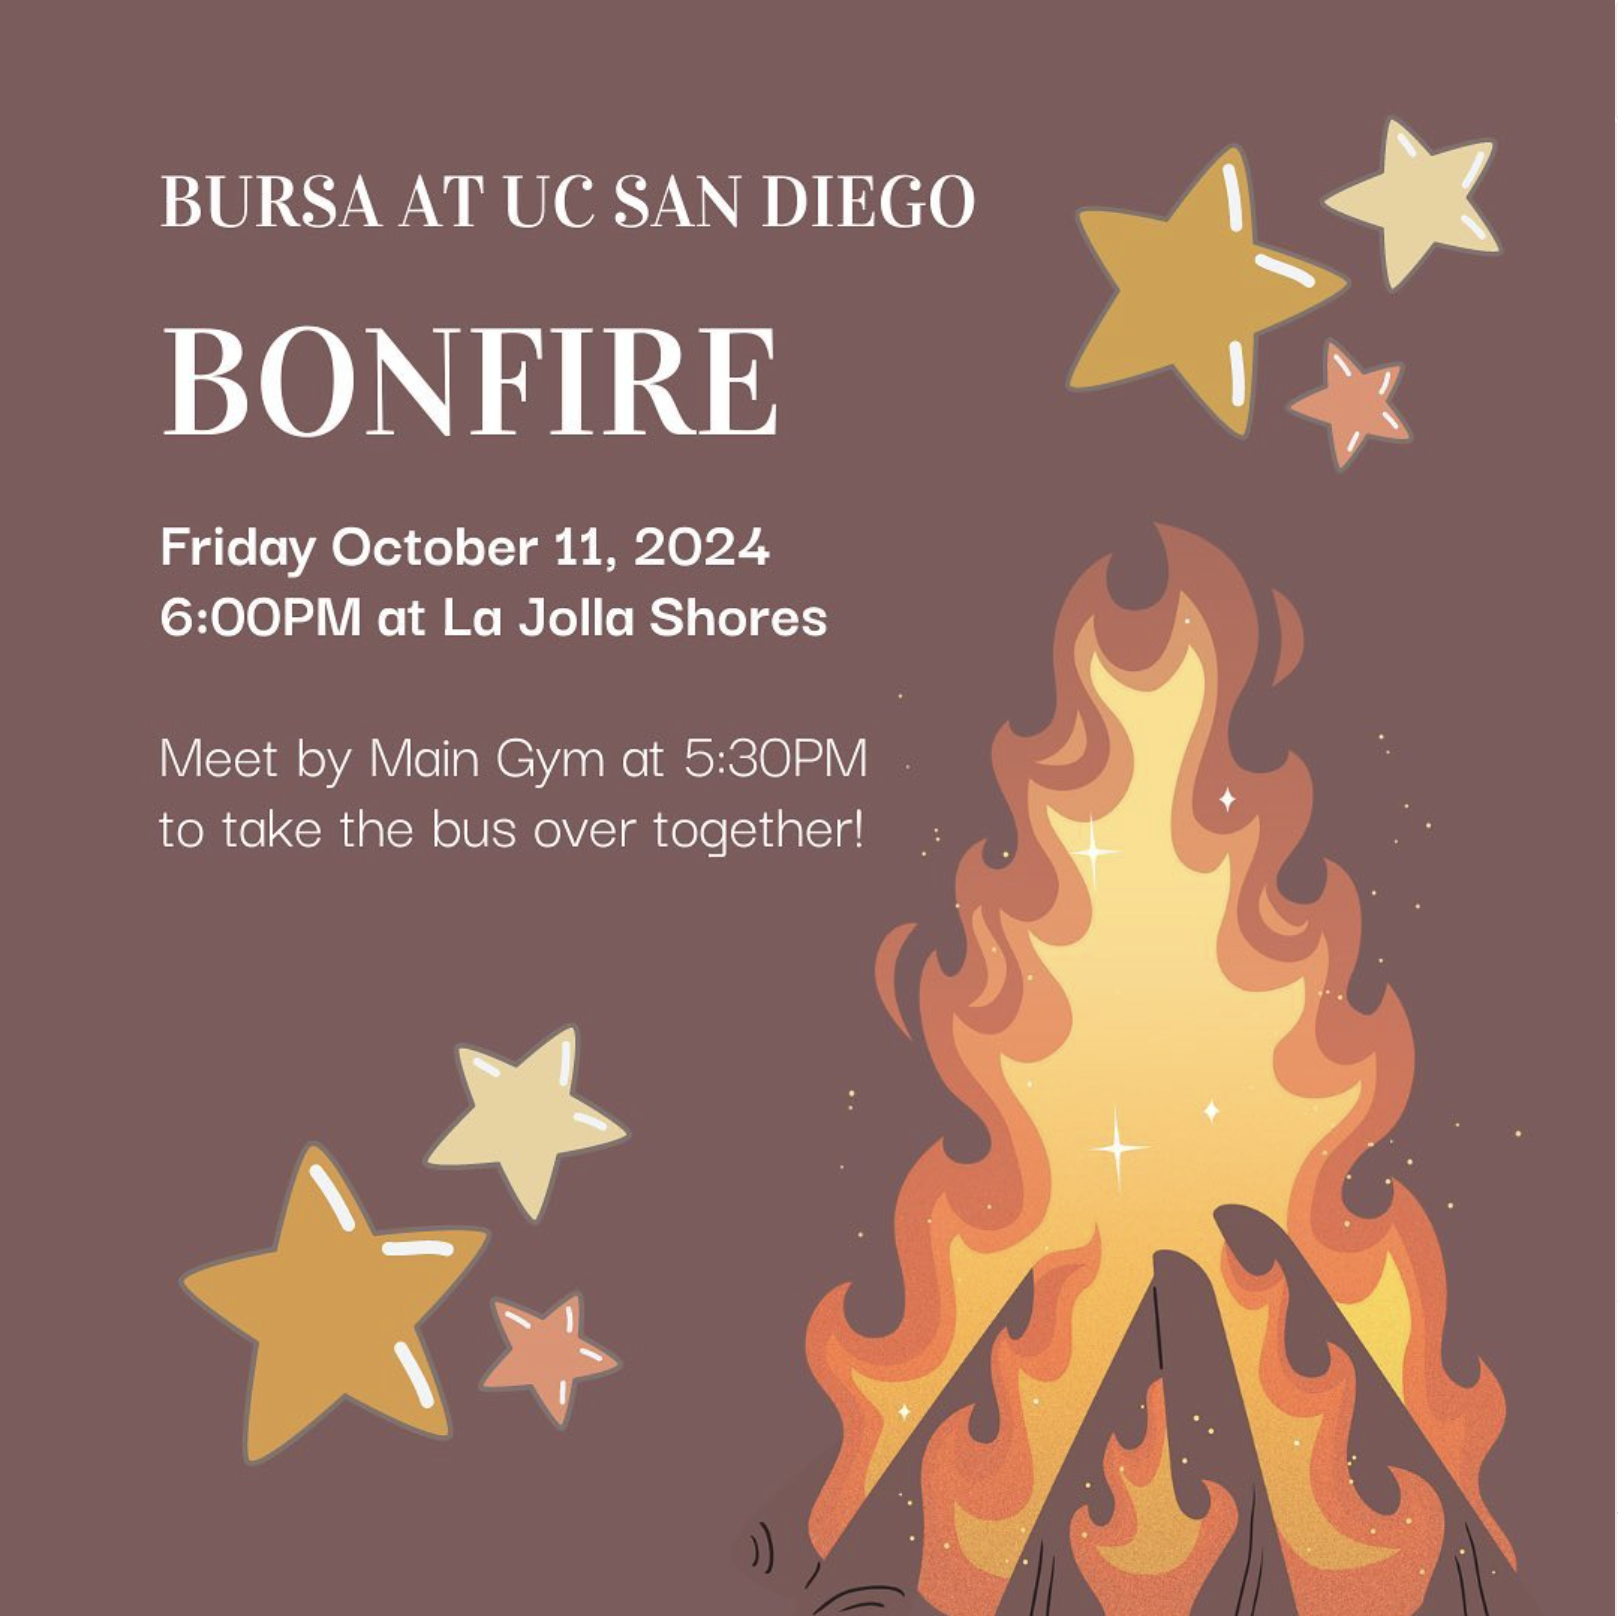 BURSA AT UC SAN DIEGO
BONFIRE
Friday October 11, 2024
6:00PM at La Jolla Shores
Meet by Main Gym at 5:30PM
to take the bus over together!